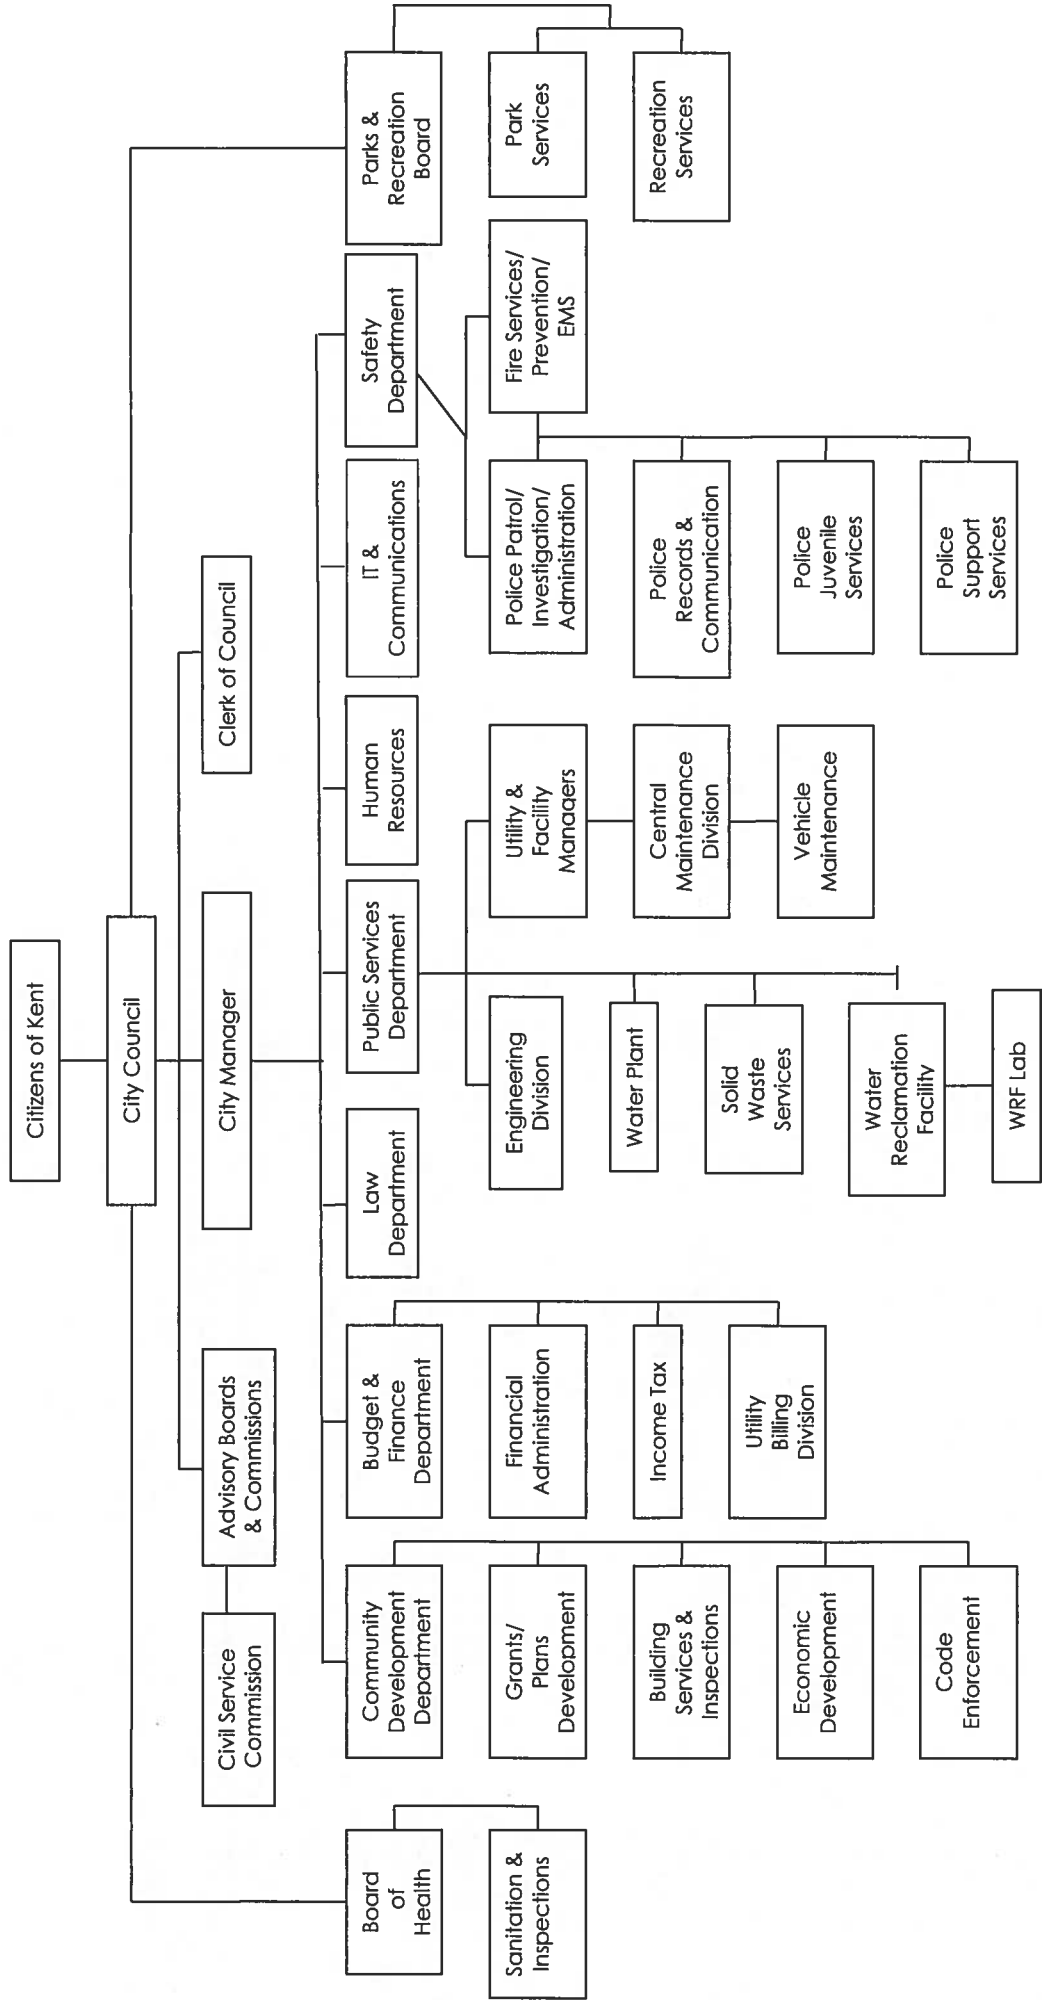 Citizens of Kent
City Council
City Manager
Advisory Boards
& Commissions
Clerk of Council
Civil Service
Commission
Board
of
Health
Sanitation &
Inspections
Community
Development
Department
Grants/
Plans
Development
Building
Services &
Inspections
Economic
Development
Code
Enforcement
Budget &
Finance
Department
Financial
Administration
Income Tax
Utility
Billing
Division
Law
Department
Public Services
Department
Engineering
Division
Water Plant
Solid
Waste
Services
Water
Reclamation
Facility
WRF Lab
Utility &
Facility
Managers
Central
Maintenance
Division
Vehicle
Maintenance
Human
Resources
IT &
Communications
Safety
Department
Police Patrol/
Investigation/
Administration
Police
Records &
Communication
Police
Juvenile
Services
Police
Support
Services
Fire Services/
Prevention/
EMS
Parks &
Recreation
Board
Park
Services
Recreation
Services